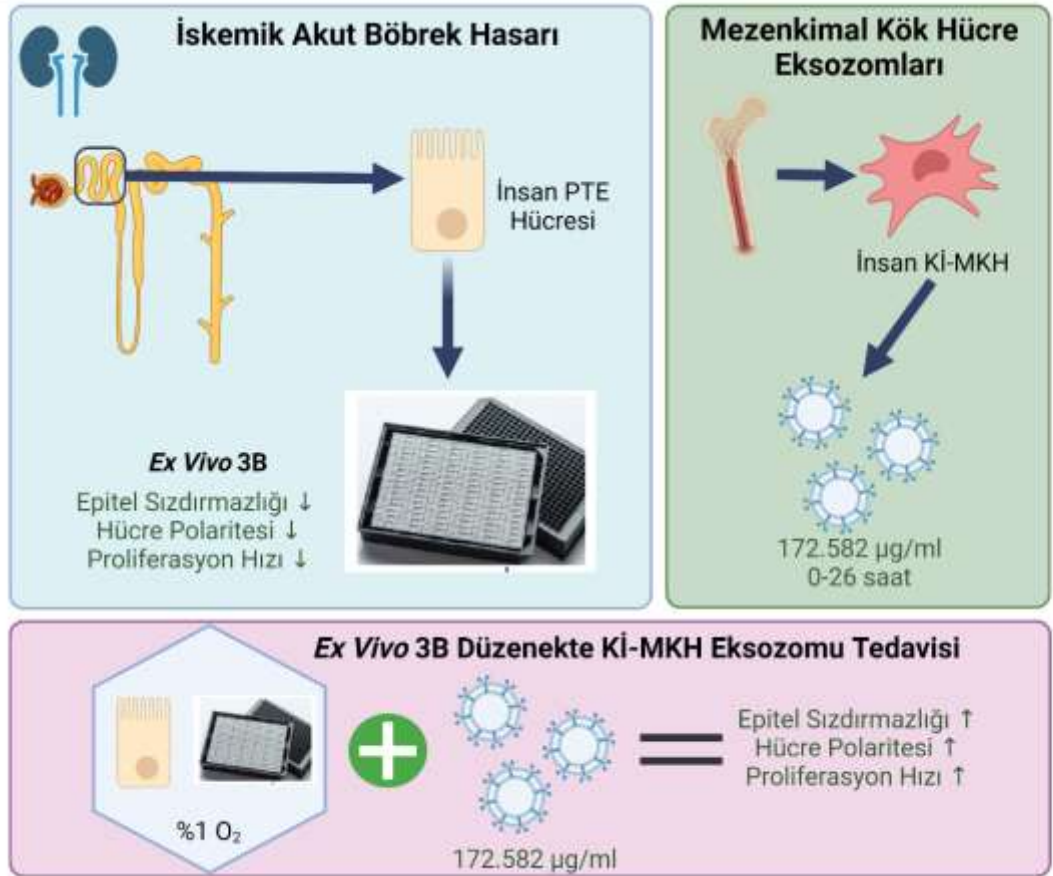 İskemik Akut Böbrek Hasarı
İnsan PTE
Hücresi
Ex Vivo 3B
Epitel Sızdırmazlığı ↓
Hücre Polaritesi ↓
Proliferasyon Hızı ↓
Mezenkimal Kök Hücre
Eksozomları
İnsan Kİ-MKH
172.582 µg/ml
0-26 saat
Ex Vivo 3B Düzenekte Kİ-MKH Eksozomu Tedavisi
%1 O₂
172.582 µg/ml
Epitel Sızdırmazlığı ↑
Hücre Polaritesi ↑
Proliferasyon Hızı ↑